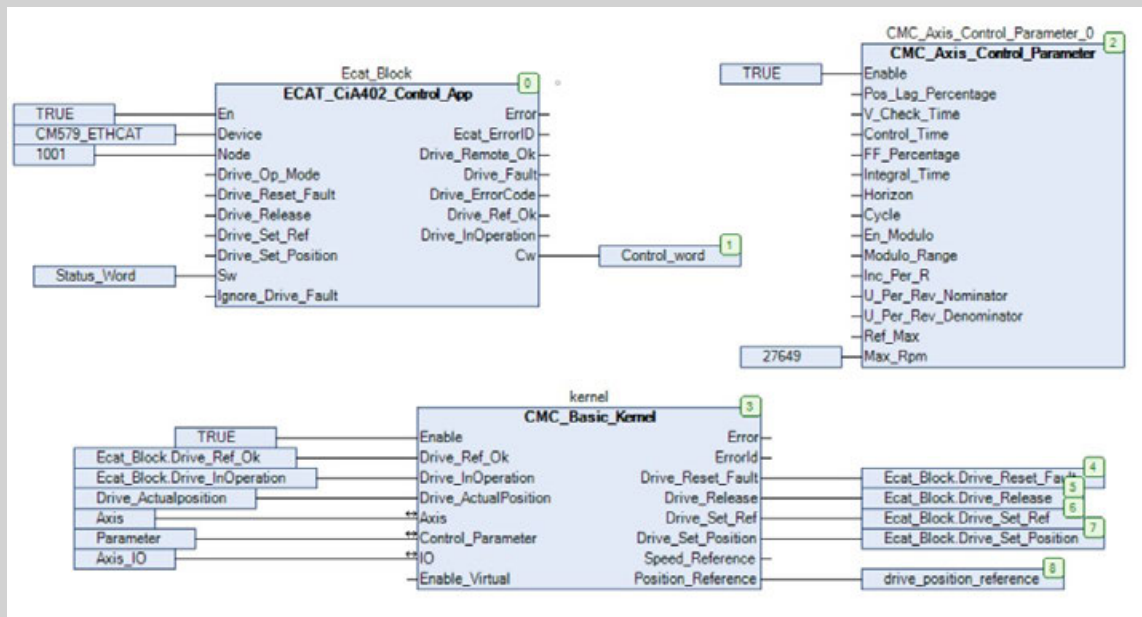 Ecat_Block
0
ECAT_CiA402_Control_App
TRUE
En
Error
CM579_ETHCAT
Device
Ecat_ErrorID
1001
Node
Drive_Remote_Ok
Drive_Op_Mode
Drive_Fault
Drive_Reset_Fault
Drive_ErrorCode
Drive_Release
Drive_Ref_Ok
Drive_Set_Ref
Drive_InOperation
Drive_Set_Position
Cw
Control_word
1
Status_Word
Sw
Ignore_Drive_Fault
CMC_Axis_Control_Parameter_0
2
CMC_Axis_Control_Parameter
TRUE
Enable
Pos_Lag_Percentage
V_Check_Time
Control_Time
FF_Percentage
Integral_Time
Horizon
Cycle
En_Modulo
Modulo_Range
Inc_Per_R
U_Per_Rev_Nominator
U_Per_Rev_Denominator
Ref_Max
27649
Max_Rpm
kernel
3
CMC_Basic_Kernel
TRUE
Enable
Error
Ecat_Block.Drive_Ref_Ok
Drive_Ref_Ok
ErrorId
Ecat_Block.Drive_InOperation
Drive_InOperation
Drive_Reset_Fault
Ecat_Block.Drive_Reset_Fault
4
Drive_Actualposition
Drive_ActualPosition
Drive_Release
Ecat_Block.Drive_Release
5
Axis
Axis
Drive_Set_Ref
Ecat_Block.Drive_Set_Ref
6
Parameter
Control_Parameter
Drive_Set_Position
Ecat_Block.Drive_Set_Position
7
Axis_IO
IO
Speed_Reference
Enable_Virtual
Position_Reference
drive_position_reference
8